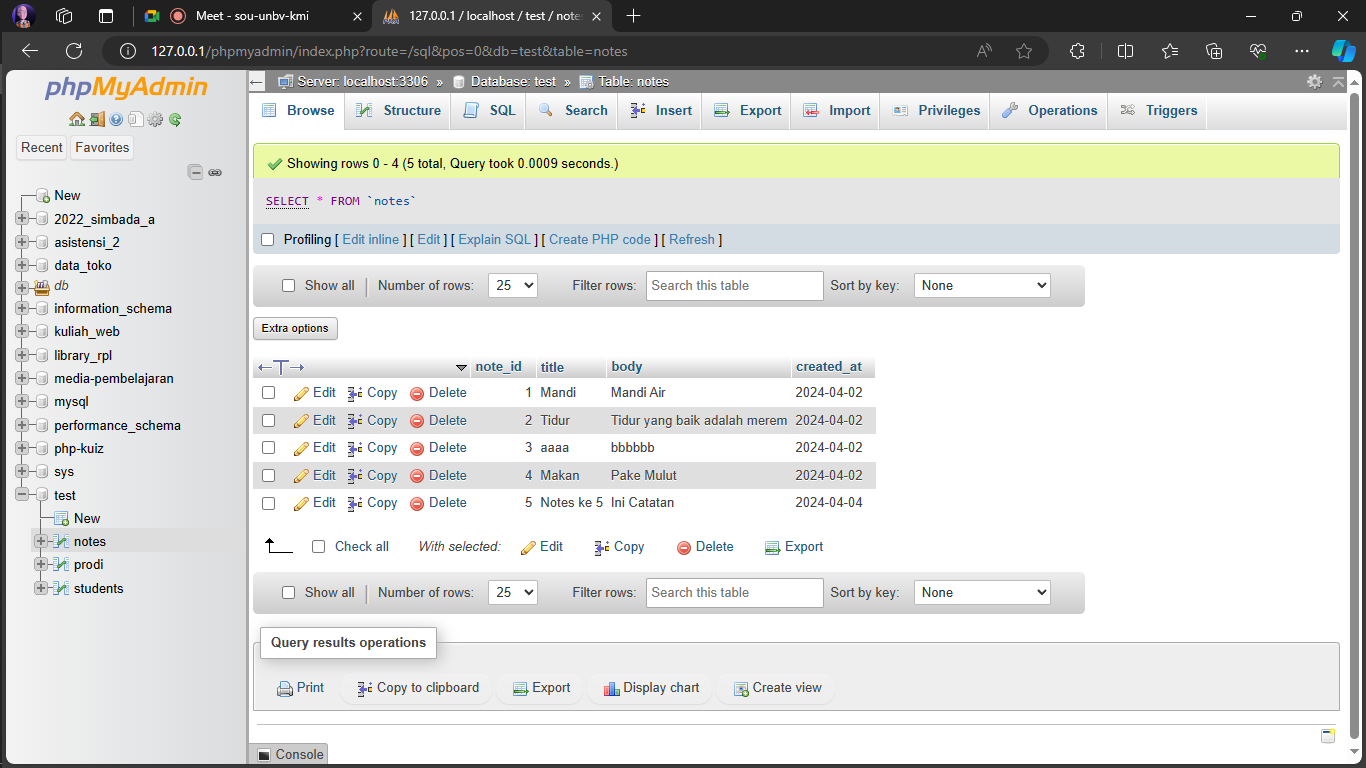 Meet - sou-unbv-kmi
127.0.0.1 / localhost / test / note
127.0.0.1/phpmyadmin/index.php?route=/sql&pos=0&db=test&table=notes
phpMyAdmin
Recent Favorites
New
2022_simbada_a
asistensi_2
data_toko
db
information_schema
kuliah_web
library_rpl
media-pembelajaran
mysql
performance_schema
php-kuiz
sys
test
New
notes
prodi
students
Server: localhost:3306 » Database: test » Table: notes
Browse Structure SQL Search Insert Export Import Privileges Operations Triggers
Showing rows 0 - 4 (5 total, Query took 0.0009 seconds.)
SELECT * FROM `notes`
Profiling [ Edit inline ] [ Edit ] [ Explain SQL ] [ Create PHP code ] [ Refresh ]
Show all Number of rows: 25 Filter rows: Search this table Sort by key: None
Extra options
←T→ note_id title body created_at
Edit Copy Delete 1 Mandi Mandi Air 2024-04-02
Edit Copy Delete 2 Tidur Tidur yang baik adalah merem 2024-04-02
Edit Copy Delete 3 aaaa bbbbbb 2024-04-02
Edit Copy Delete 4 Makan Pake Mulut 2024-04-02
Edit Copy Delete 5 Notes ke 5 Ini Catatan 2024-04-04
Check all With selected: Edit Copy Delete Export
Show all Number of rows: 25 Filter rows: Search this table Sort by key: None
Query results operations
Print Copy to clipboard Export Display chart Create view
Console